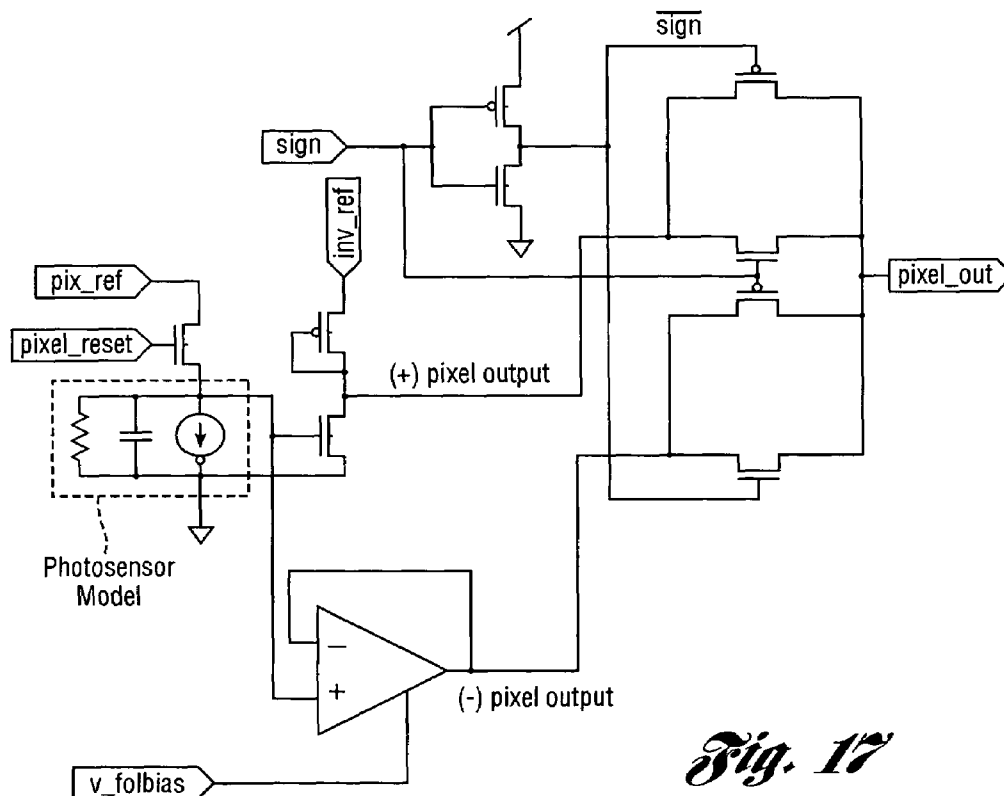 sign
sign
inv_ref
pix_ref
pixel_reset
pixel_out
(+) pixel output
Photosensor
Model
−
+
(-) pixel output
v_folbias
Fig. 17